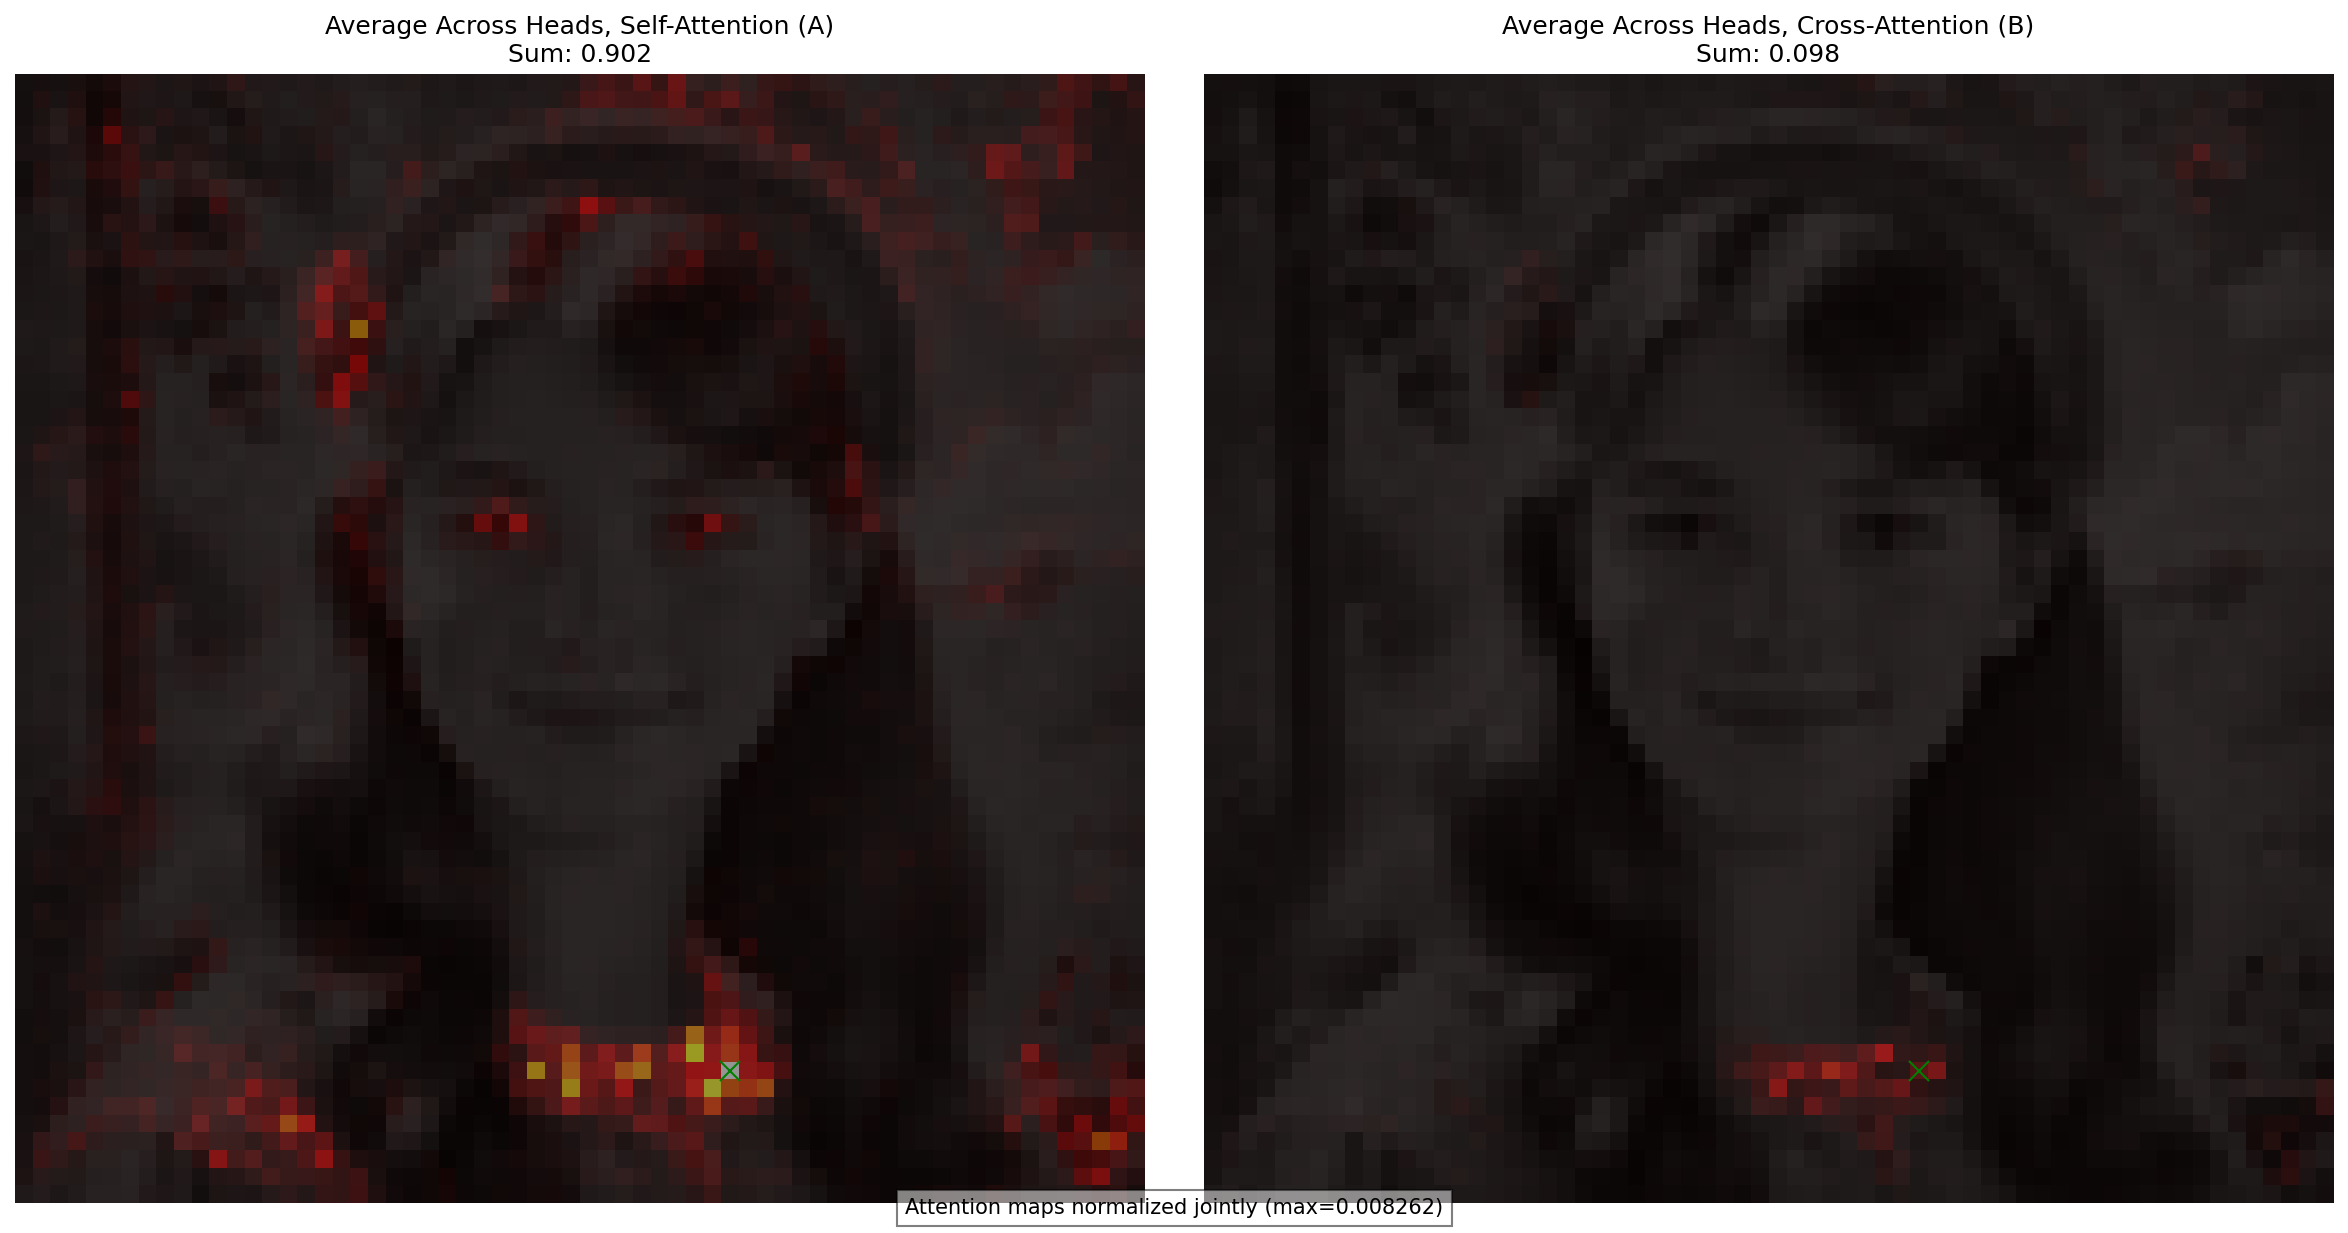 Average Across Heads, Self-Attention (A)
Sum: 0.902
Average Across Heads, Cross-Attention (B)
Sum: 0.098
Attention maps normalized jointly (max=0.008262)